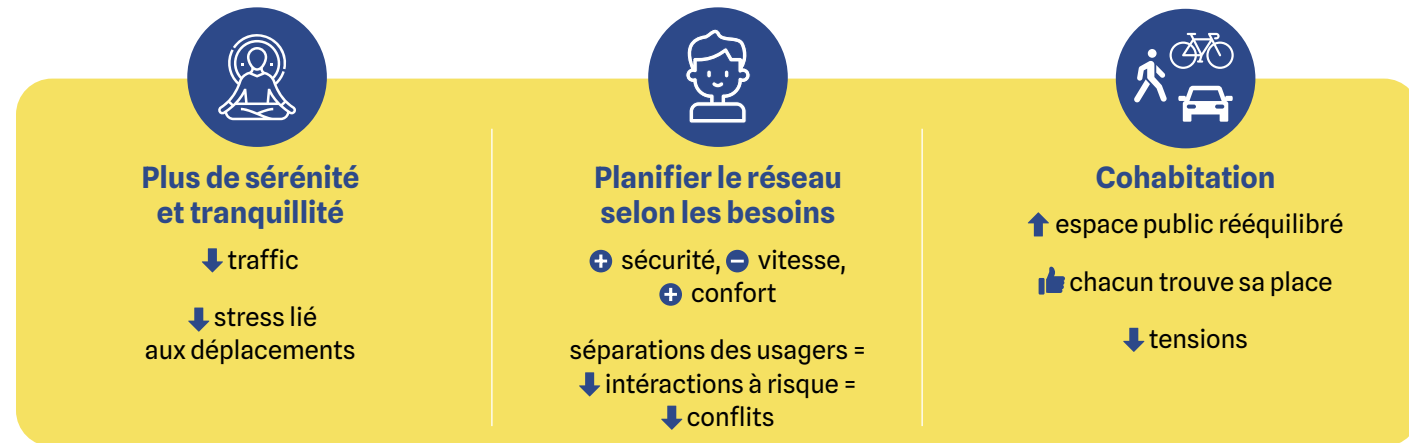 Plus de sérénité
et tranquillité
traffic
stress lié
aux déplacements
Planifier le réseau
selon les besoins
+ sécurité, - vitesse,
+ confort
séparations des usagers =
intéractions à risque =
conflits
Cohabitation
espace public rééquilibré
chacun trouve sa place
tensions